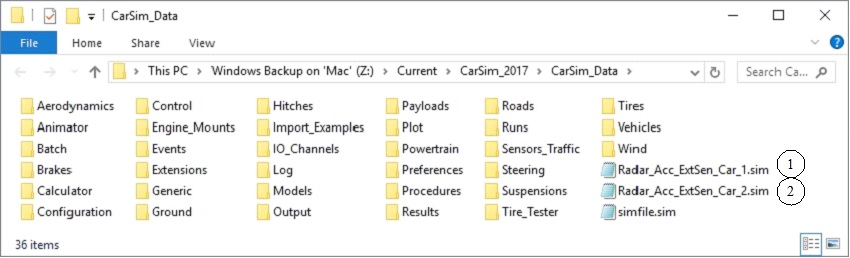 CarSim_Data
File Home Share View
This PC Windows Backup on 'Mac' (Z:) Current CarSim_2017 CarSim_Data Search Ca...
Aerodynamics Control Hitches Payloads Roads Tires
Animator Engine_Mounts Import_Examples Plot Runs Vehicles
Batch Events IO_Channels Powertrain Sensors_Traffic Wind
Brakes Extensions Log Preferences Steering Radar_Acc_ExtSen_Car_1.sim 1
Calculator Generic Models Procedures Suspensions Radar_Acc_ExtSen_Car_2.sim 2
Configuration Ground Output Results Tire_Tester simfile.sim
36 items